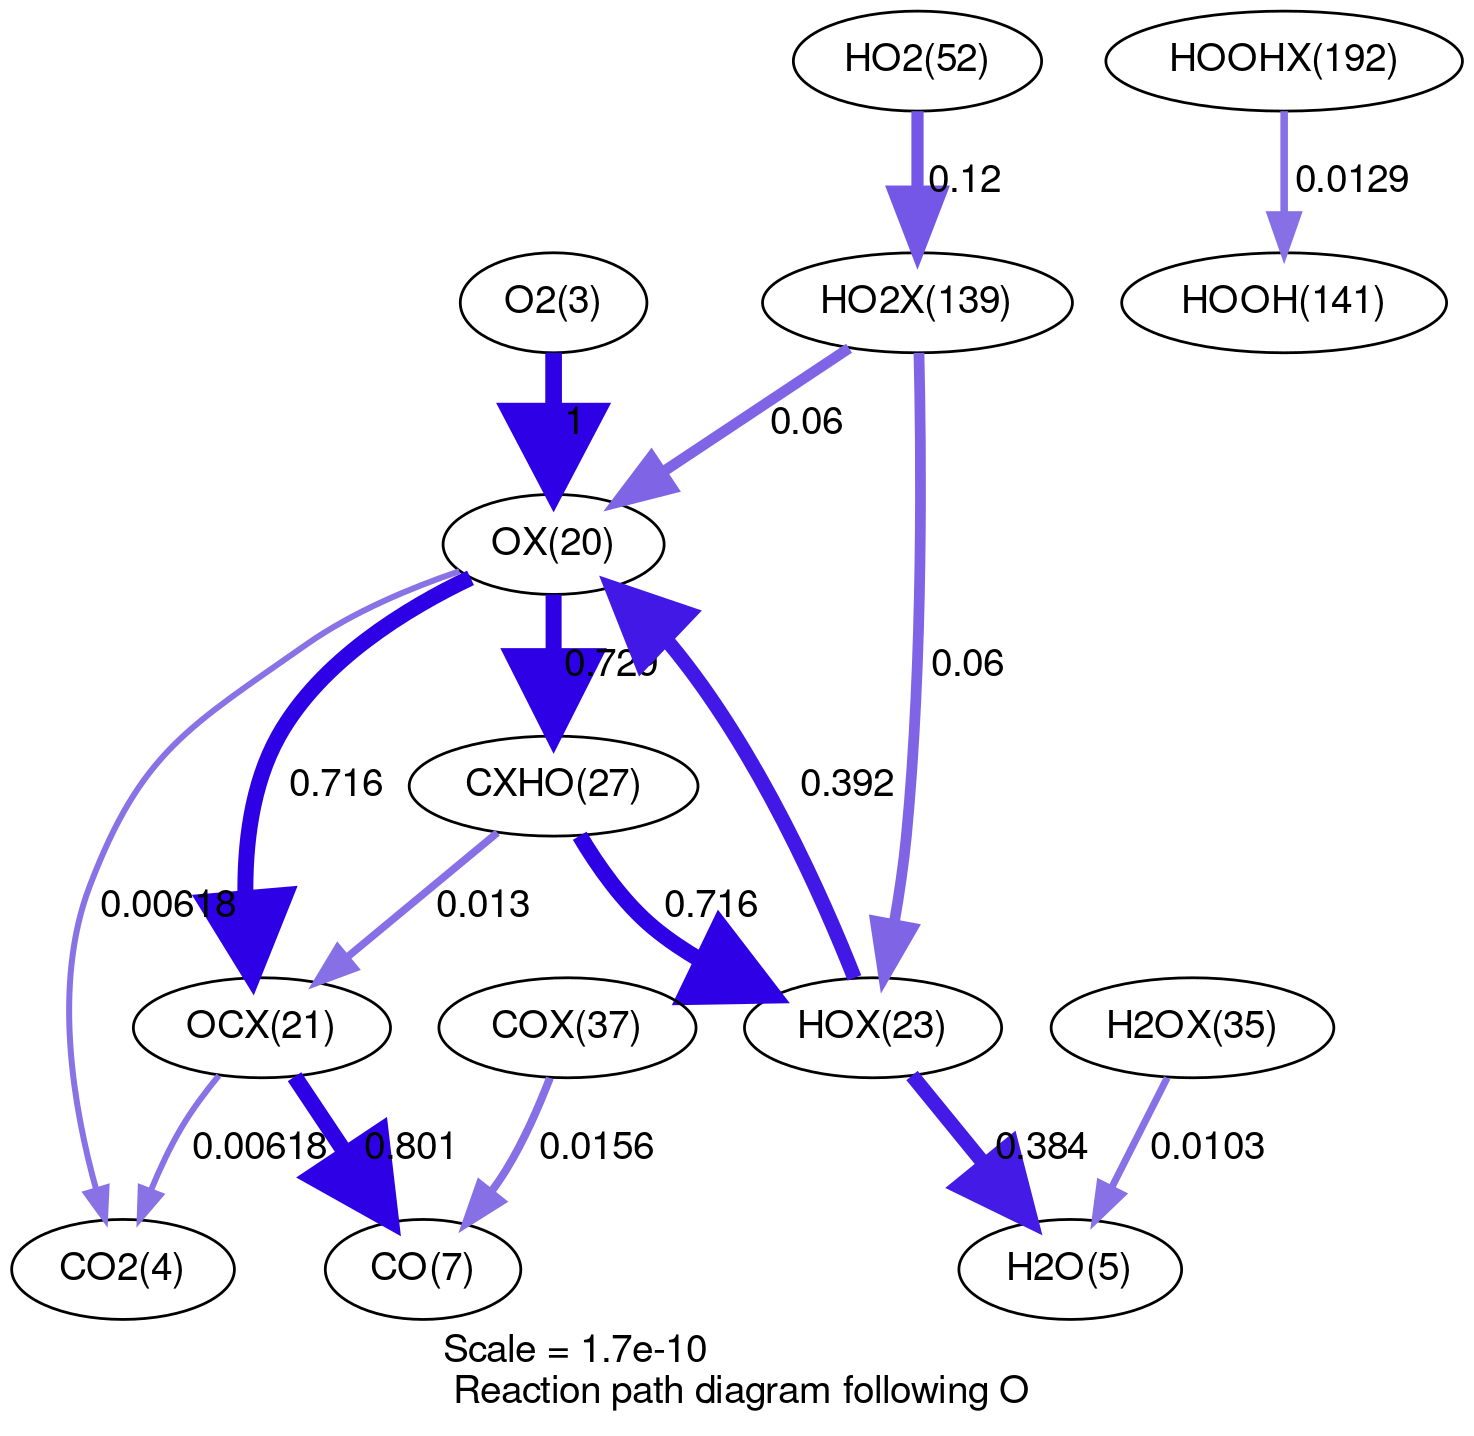 HO2(52)
HOOHX(192)
0.12
0.0129
O2(3)
HO2X(139)
HOOH(141)
1
0.06
OX(20)
0.729
0.06
0.716
CXHO(27)
0.392
0.00618
0.013
0.716
OCX(21)
COX(37)
HOX(23)
H2OX(35)
0.00618
0.801
0.0156
0.384
0.0103
CO2(4)
CO(7)
H2O(5)
Scale = 1.7e-10
Reaction path diagram following O